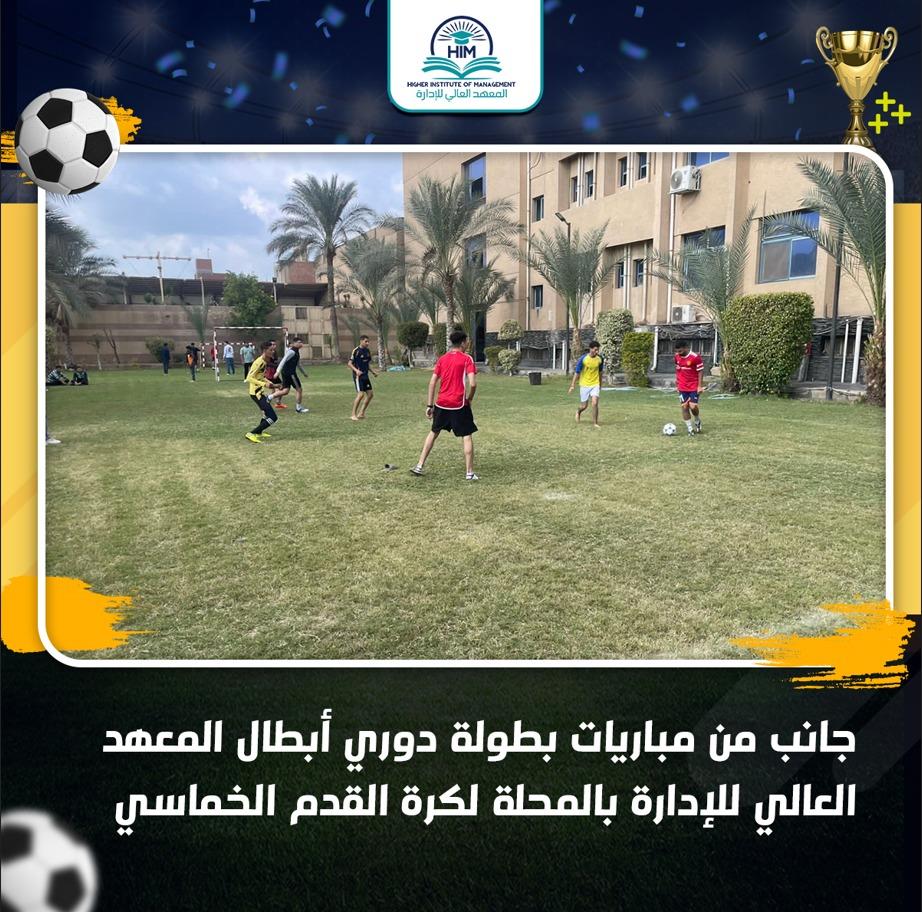 HIM
HIGHER INSTITUTE OF MANAGEMENT
المعهد العالي للإدارة
جانب من مباريات بطولة دوري أبطال المعهد
العالي للإدارة بالمحلة لكرة القدم الخماسي